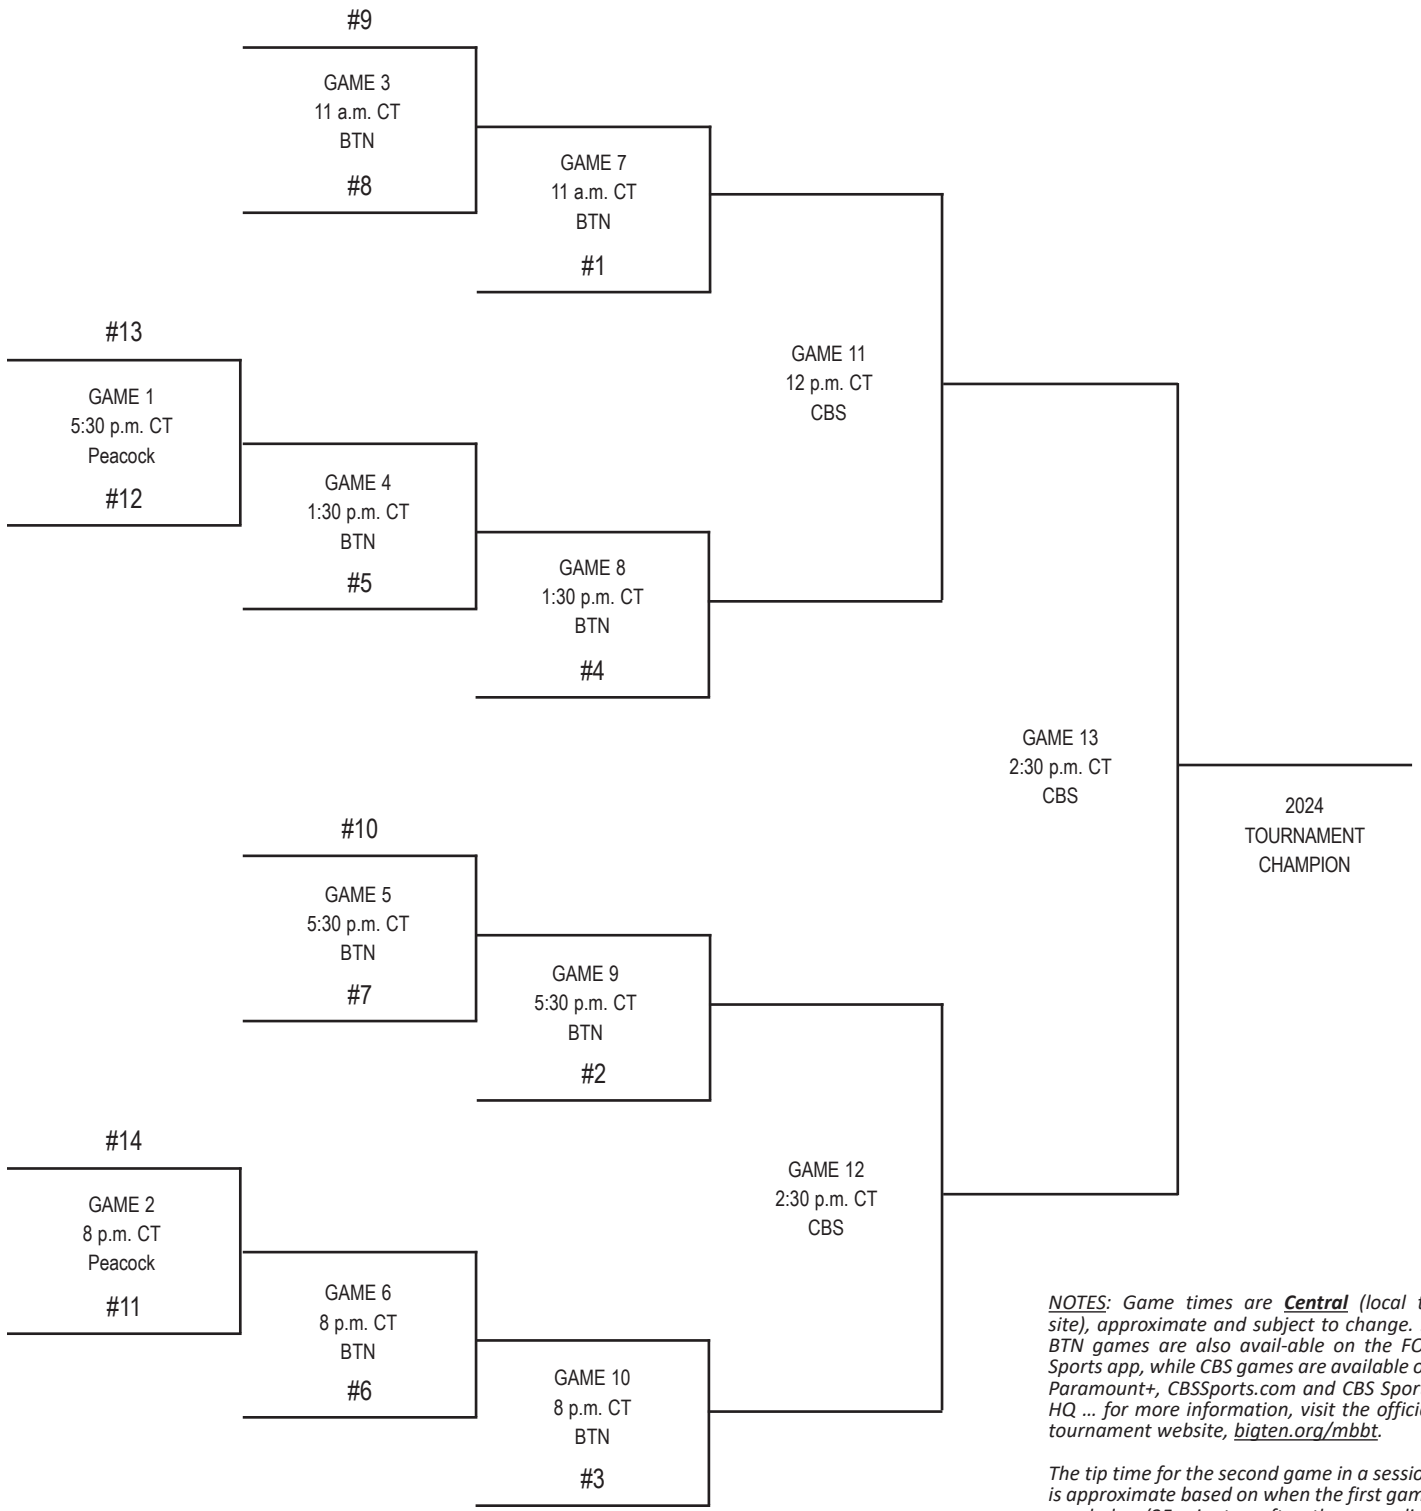 #9
GAME 3
11 a.m. CT
BTN
#8
GAME 7
11 a.m. CT
BTN
#1
#13
GAME 1
5:30 p.m. CT
Peacock
#12
GAME 4
1:30 p.m. CT
BTN
#5
GAME 8
1:30 p.m. CT
BTN
#4
GAME 11
12 p.m. CT
CBS
GAME 13
2:30 p.m. CT
CBS
2024
TOURNAMENT
CHAMPION
#10
GAME 5
5:30 p.m. CT
BTN
#7
GAME 9
5:30 p.m. CT
BTN
#2
#14
GAME 2
8 p.m. CT
Peacock
#11
GAME 6
8 p.m. CT
BTN
#6
GAME 10
8 p.m. CT
BTN
#3
GAME 12
2:30 p.m. CT
CBS
NOTES: Game times are Central (local
site), approximate and subject to change.
BTN games are also avail-able on the
Sports app, while CBS games are available
Paramount+, CBSSports.com and CBS
HQ ... for more information, visit the
tournament website, bigten.org/mbbt.
The tip time for the second game in a
is approximate based on when the first